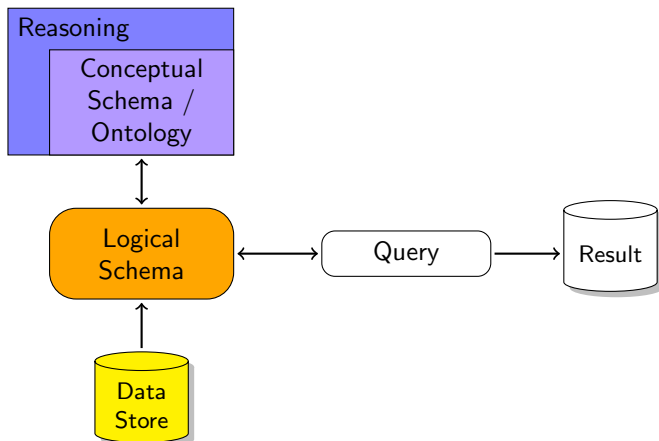 Reasoning
Conceptual
Schema /
Ontology
Logical
Schema
Query
Result
Data
Store